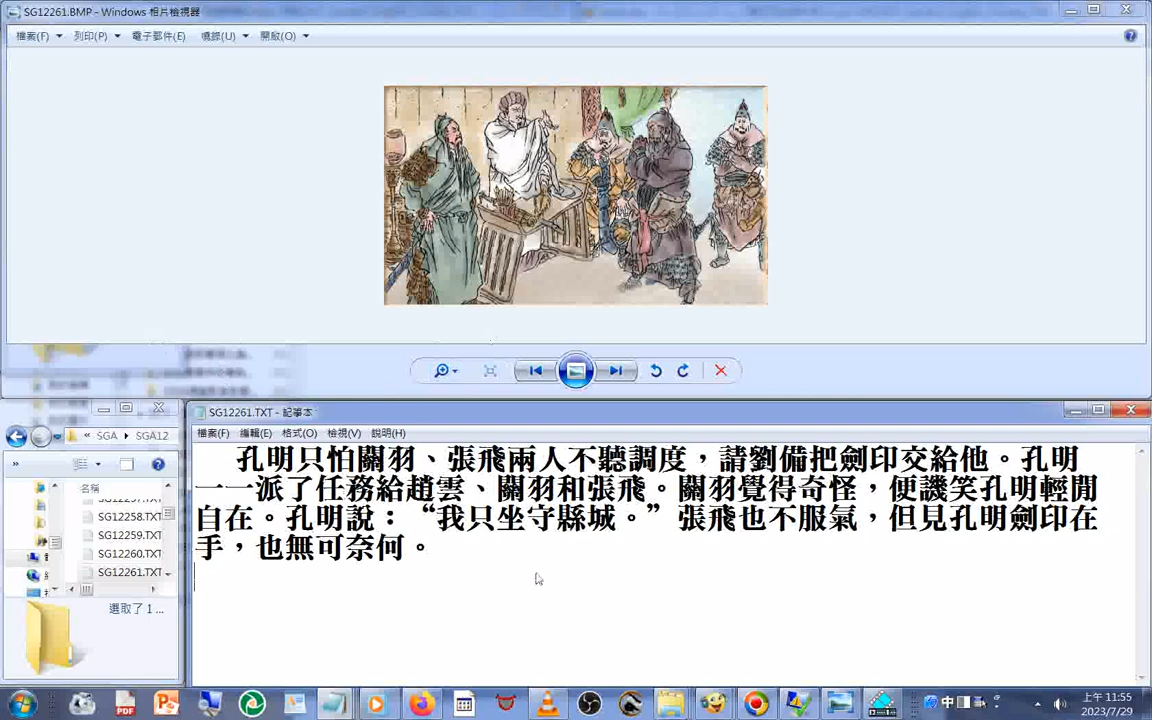 SG12261.BMP - Windows 相片檢視器
檔案(F) 列印(P) 電子郵件(E) 燒錄(U) 開啟(O)
SG12261.TXT - 記事本
檔案(F) 編輯(E) 格式(O) 檢視(V) 說明(H)
孔明只怕關羽、張飛兩人不聽調度，請劉備把劍印交給他。孔明
一一派了任務給趙雲、關羽和張飛。關羽覺得奇怪，便譏笑孔明輕閒
自在。孔明說：“我只坐守縣城。”張飛也不服氣，但見孔明劍印在
手，也無可奈何。
« SGA ▸ SGA12
»
名稱
SG12258.TXT
SG12259.TXT
SG12260.TXT
SG12261.TXT
選取了 1 ...
PDF
中
上午 11:55
2023/7/29